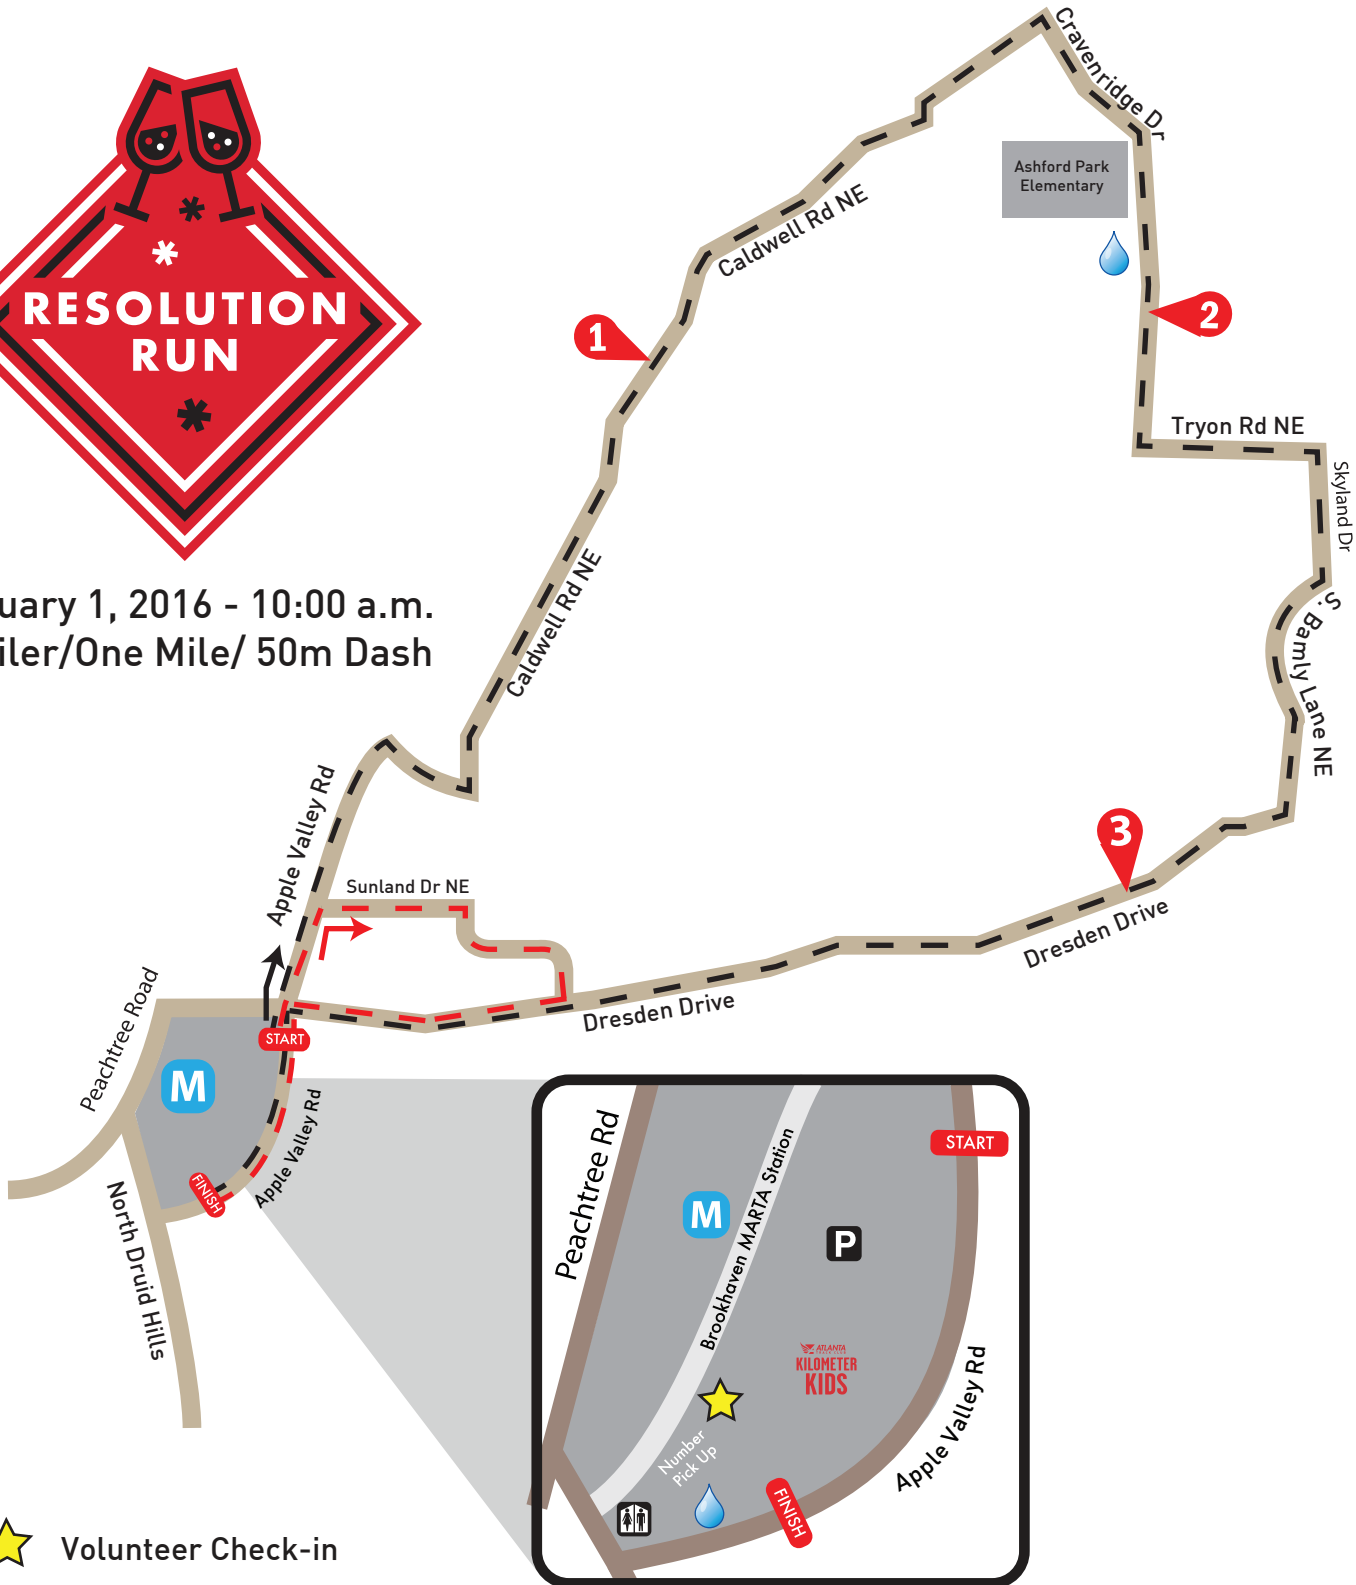 RESOLUTION
RUN
uary 1, 2016 - 10:00 a.m.
iler/One Mile/ 50m Dash
Cravenridge Dr
Ashford Park
Elementary
Caldwell Rd NE
1
2
Tryon Rd NE
Skyland Dr
S. Bamly Lane NE
Caldwell Rd NE
Apple Valley Rd
3
Sunland Dr NE
Dresden Drive
Dresden Drive
Peachtree Road
START
M
Apple Valley Rd
FINISH
North Druid Hills
Peachtree Rd
Brookhaven MARTA Station
START
M
P
ATLANTA
KILOMETER
KIDS
Apple Valley Rd
Number
Pick Up
FINISH
Volunteer Check-in